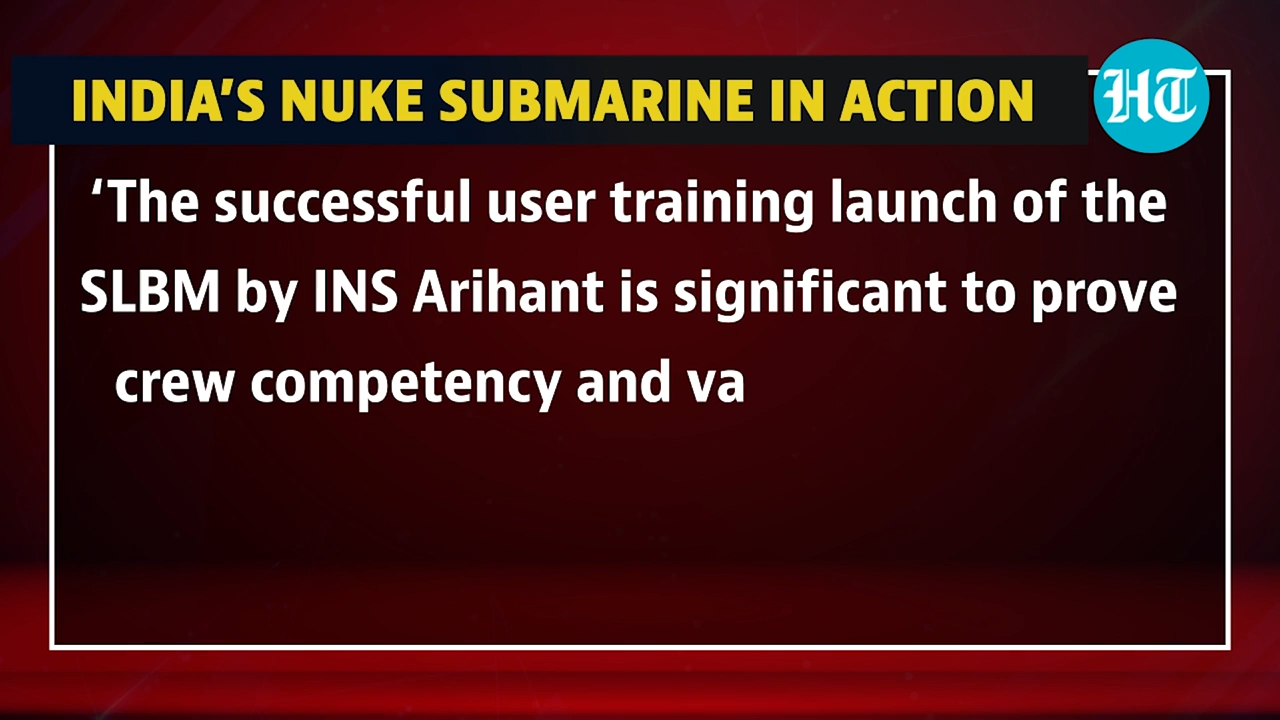 INDIA'S NUKE SUBMARINE IN ACTION
HT
‘The successful user training launch of the
SLBM by INS Arihant is significant to prove
crew competency and va